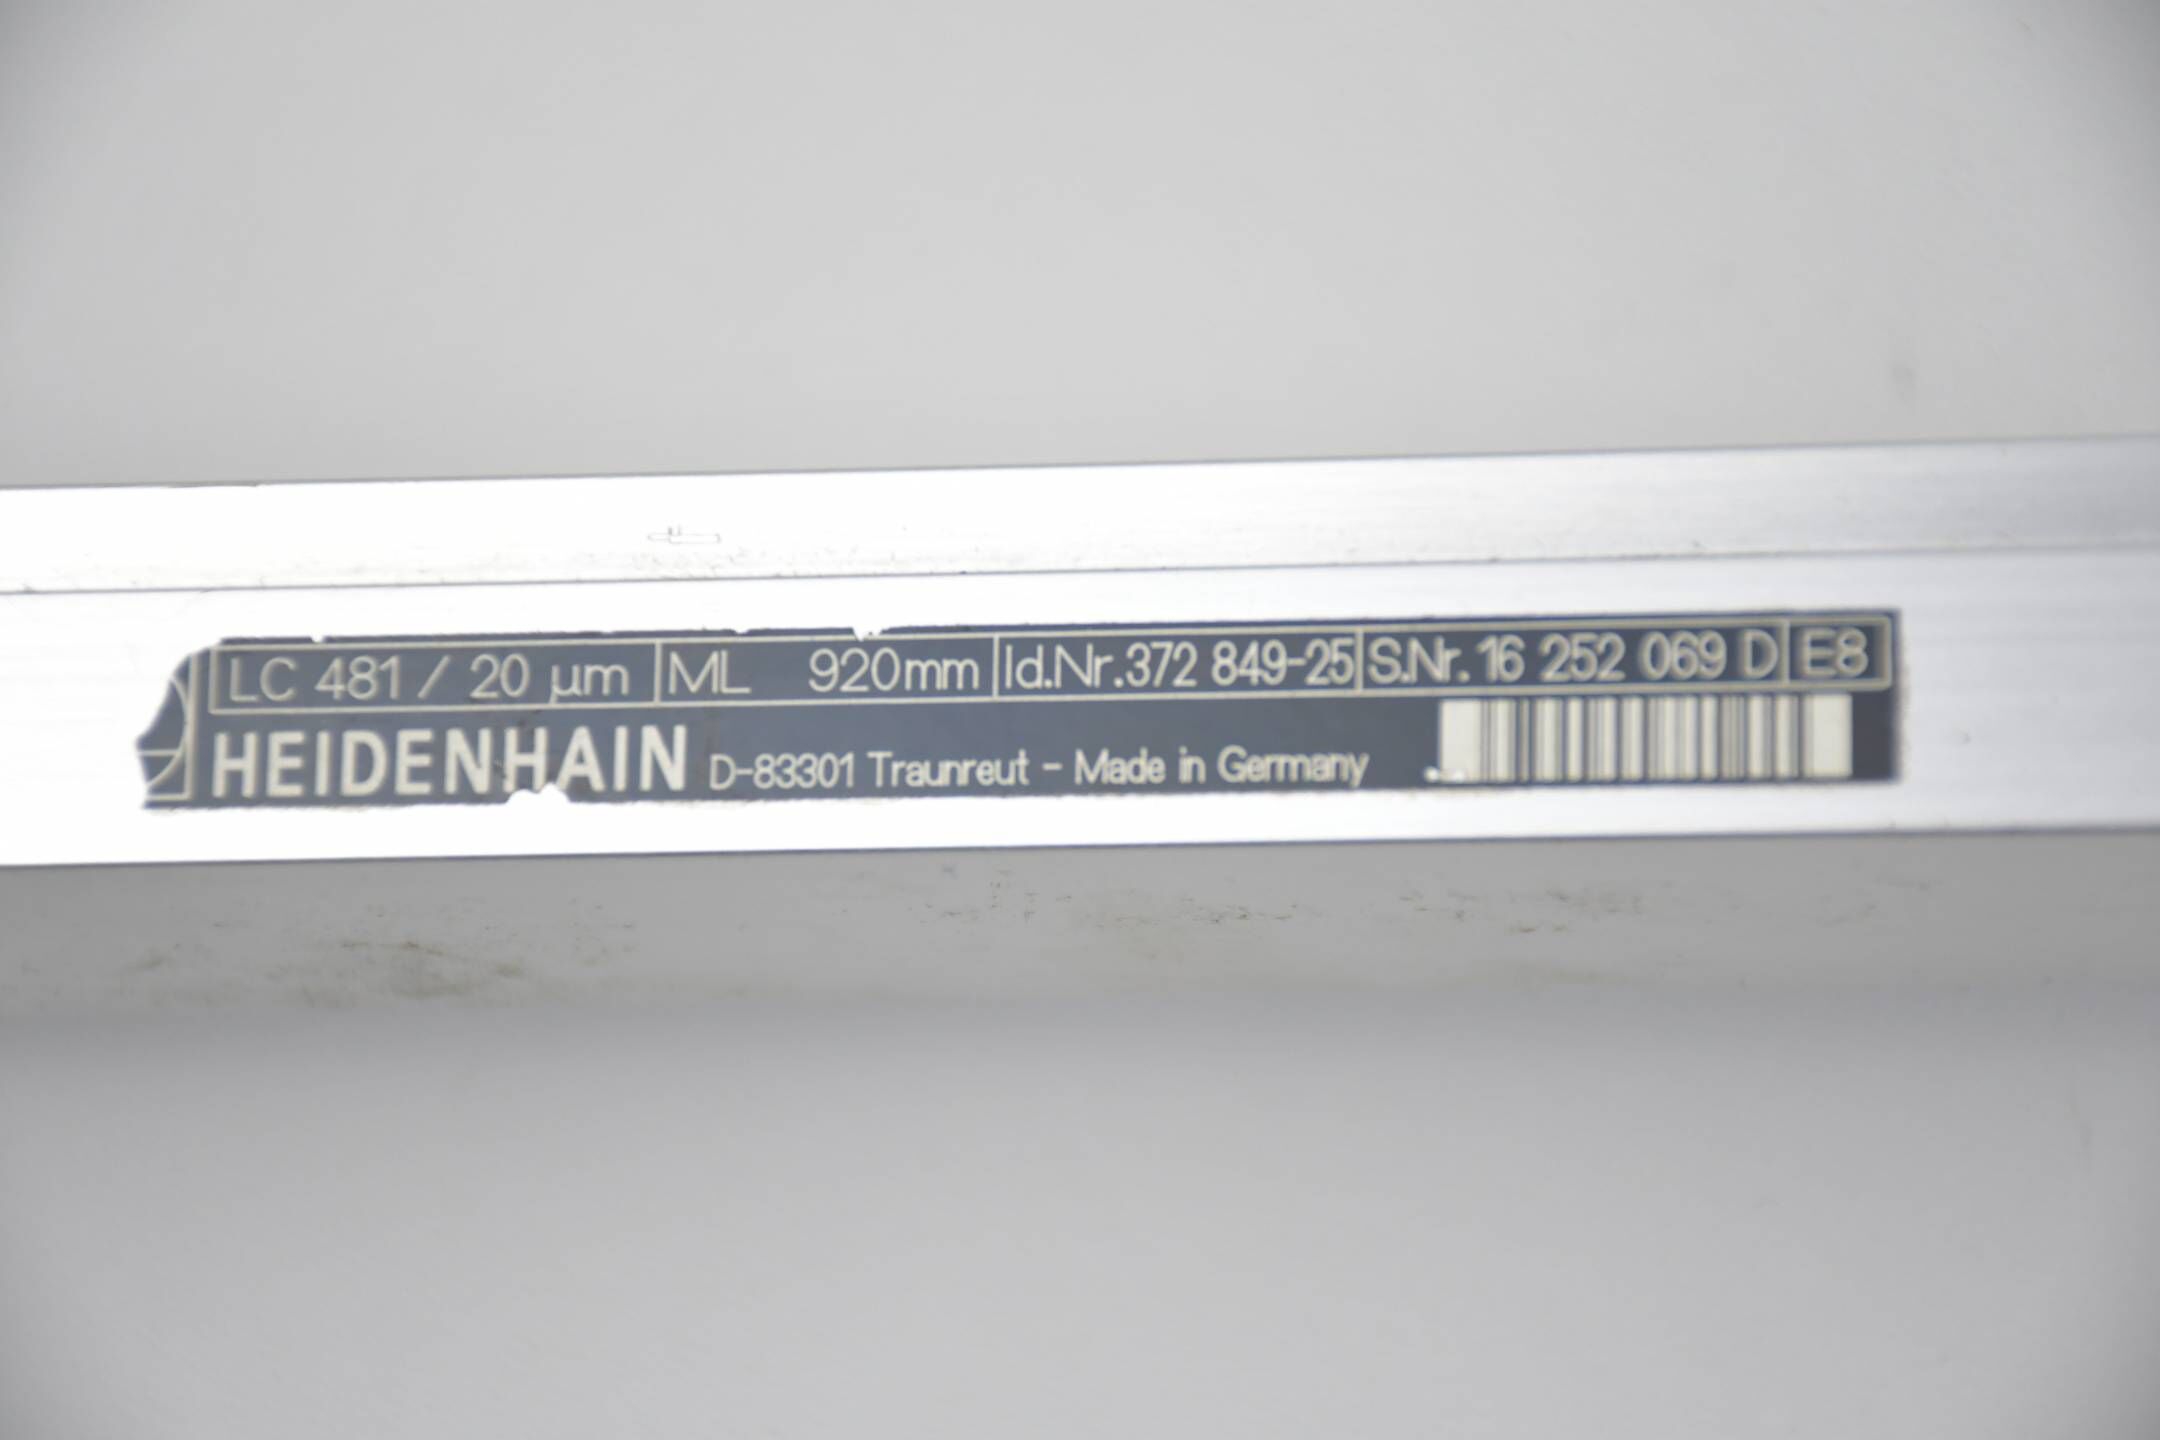 LC 481 / 20 µm ML 920mm Id.Nr.372 849-25 S.Nr. 16 252 069 D E8
HEIDENHAIN D-83301 Traunreut - Made in Germany